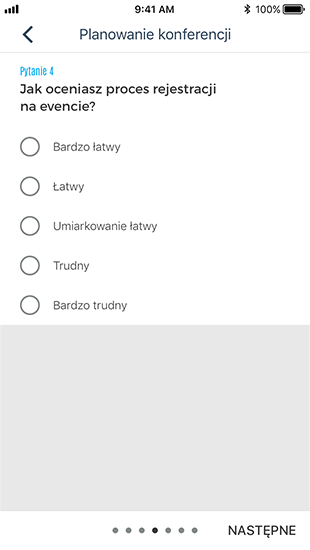 9:41 AM 100%
Planowanie konferencji
Pytanie 4
Jak oceniasz proces rejestracji
na evencie?
Bardzo łatwy
Łatwy
Umiarkowanie łatwy
Trudny
Bardzo trudny
NASTĘPNE